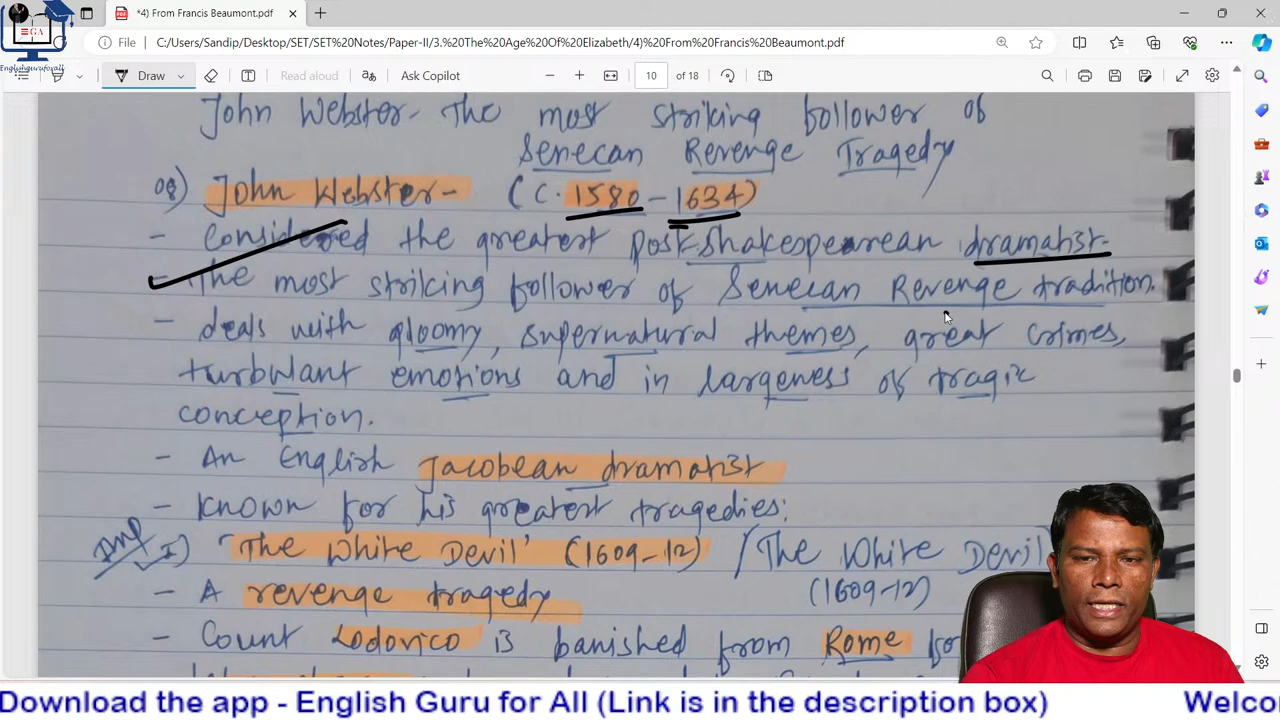 *4) From Francis Beaumont.pdf
File
C:/Users/Sandip/Desktop/SET/SET%20Notes/Paper-II/3.%20The%20Age%20Of%20Elizabeth/4)%20From%20Francis%20Beaumont.pdf
EGA
Englishguruforall
Draw
Read aloud
Ask Copilot
10 of 18
John Webster- The most striking follower of
Senecan Revenge Tragedy
08) John Webster- (C. 1580 - 1634)
- Considered the greatest post-Shakespearean dramatist.
- The most striking follower of Senecan Revenge tradition.
- deals with gloomy, supernatural themes, great crimes,
turbulant emotions and in largeness of tragic
conception.
- An English Jacobean dramatist
- Known for his greatest tragedies:
Imp I) 'The White Devil' (1609-12) / The White Devil
(1609-12)
- A revenge tragedy
- Count Lodovico is banished from Rome fo
Download the app - English Guru for All (Link is in the description box) Welco